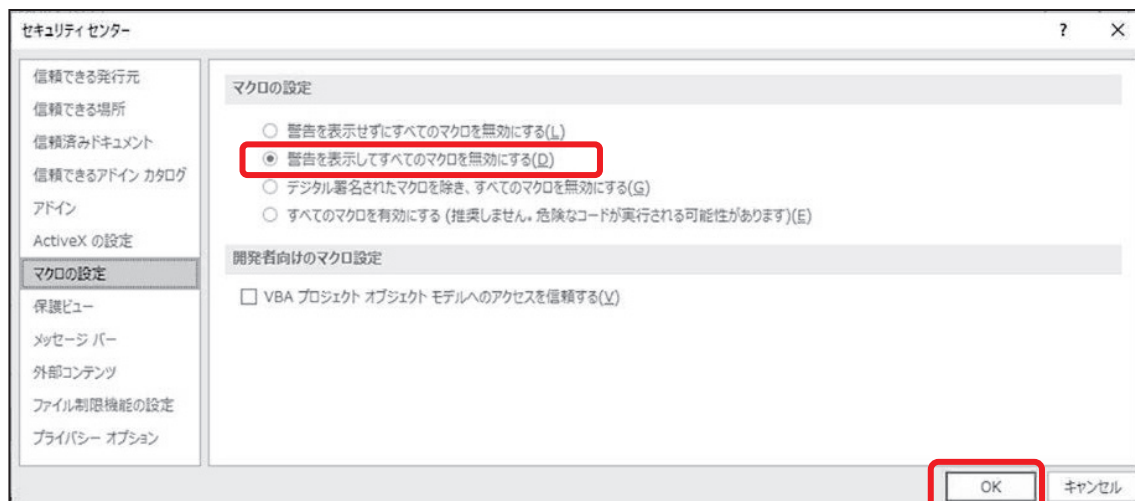 セキュリティ センター
? ×
信頼できる発行元
信頼できる場所
信頼済みドキュメント
信頼できるアドイン カタログ
アドイン
ActiveX の設定
マクロの設定
保護ビュー
メッセージ バー
外部コンテンツ
ファイル制限機能の設定
プライバシー オプション
マクロの設定
警告を表示せずにすべてのマクロを無効にする(L)
警告を表示してすべてのマクロを無効にする(D)
デジタル署名されたマクロを除き、すべてのマクロを無効にする(G)
すべてのマクロを有効にする (推奨しません。危険なコードが実行される可能性があります)(E)
開発者向けのマクロ設定
VBA プロジェクト オブジェクト モデルへのアクセスを信頼する(V)
OK
キャンセル